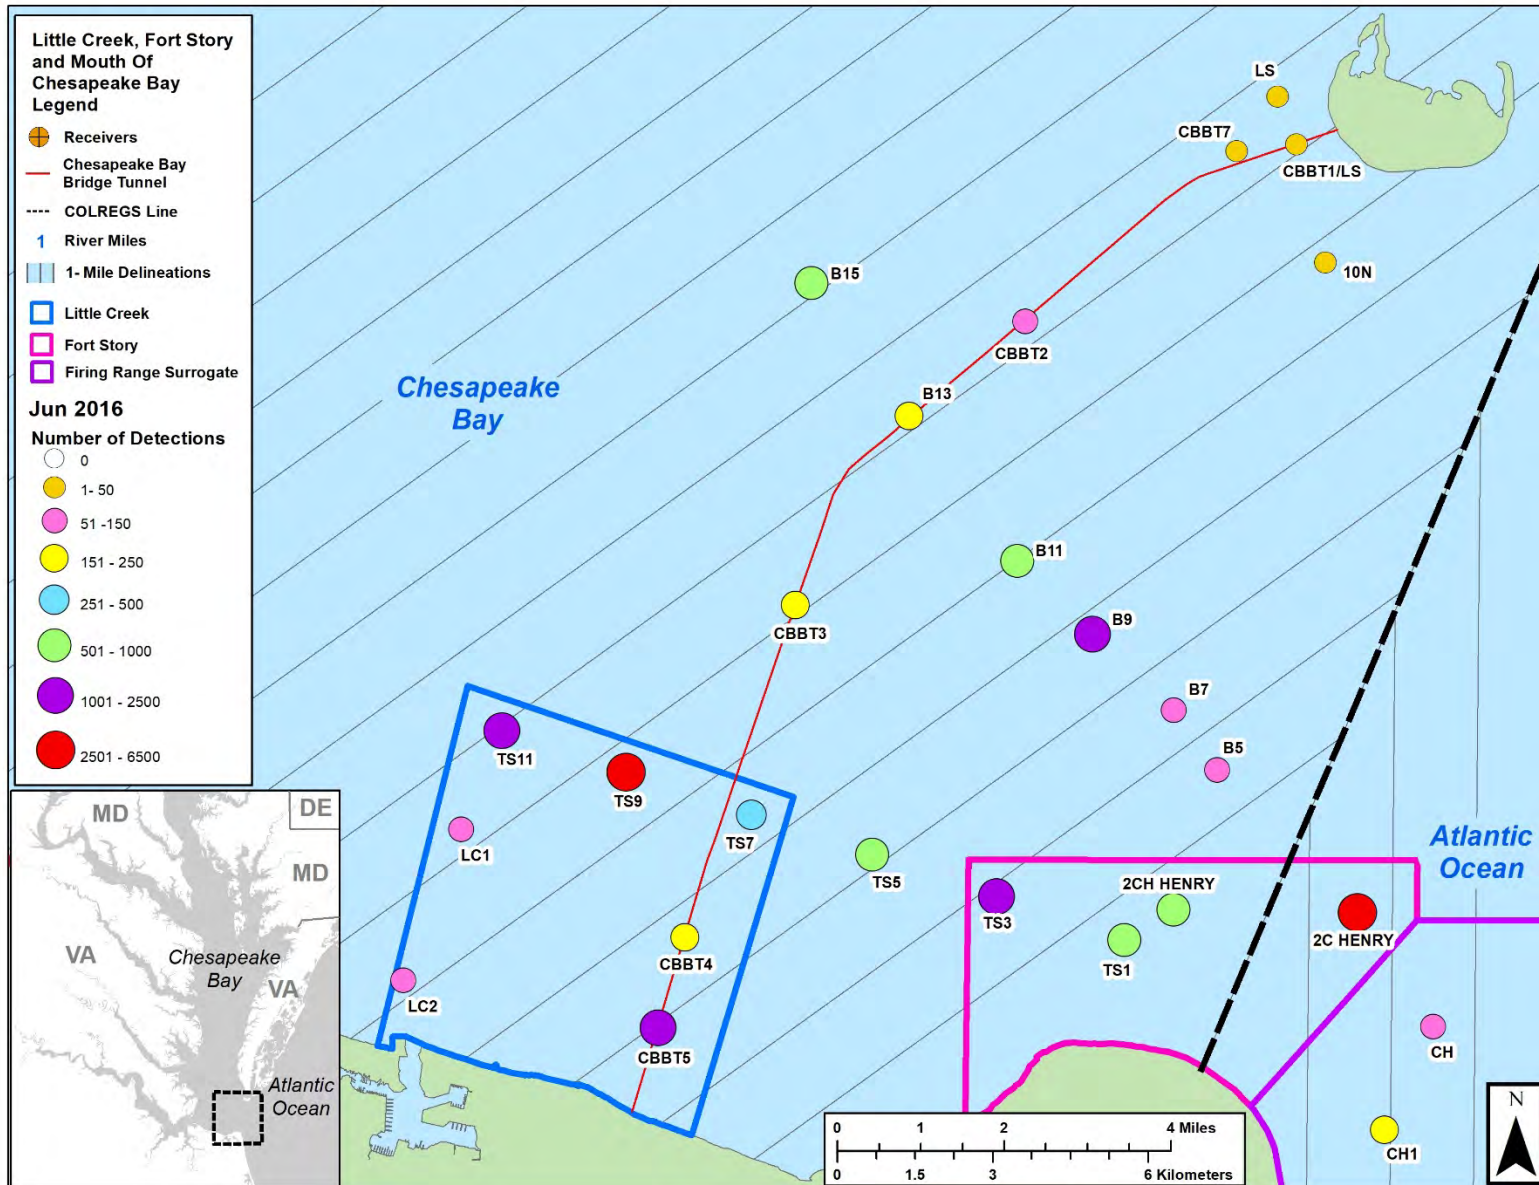 Little Creek, Fort Story
and Mouth Of
Chesapeake Bay
Legend
Receivers
Chesapeake Bay
Bridge Tunnel
COLREGS Line
1 River Miles
1- Mile Delineations
Little Creek
Fort Story
Firing Range Surrogate
Jun 2016
Number of Detections
0
1- 50
51 -150
151 - 250
251 - 500
501 - 1000
1001 - 2500
2501 - 6500
LS
CBBT7
CBBT1/LS
10N
B15
CBBT2
Chesapeake
Bay
B13
B11
CBBT3
B9
B7
B5
TS11
TS9
TS7
LC1
TS5
Atlantic
Ocean
2CH HENRY
TS3
TS1
2C HENRY
CBBT4
LC2
CBBT5
CH
CH1
MD
DE
MD
VA
Chesapeake
Bay
VA
Atlantic
Ocean
0 1 2 4 Miles
0 1.5 3 6 Kilometers
N